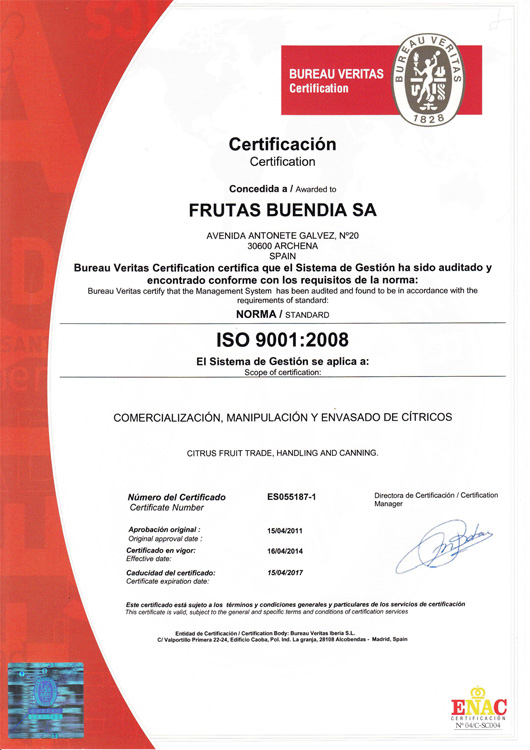 BUREAU VERITAS
Certification
BUREAU VERITAS
1828
Certificación
Certification
Concedida a / Awarded to
FRUTAS BUENDIA SA
AVENIDA ANTONETE GALVEZ, Nº20
30600 ARCHENA
SPAIN
Bureau Veritas Certification certifica que el Sistema de Gestión ha sido auditado y
encontrado conforme con los requisitos de la norma:
Bureau Veritas certify that the Management System has been audited and found to be in accordance with the
requirements of standard:
NORMA / STANDARD
ISO 9001:2008
El Sistema de Gestión se aplica a:
Scope of certification:
COMERCIALIZACIÓN, MANIPULACIÓN Y ENVASADO DE CÍTRICOS
CITRUS FRUIT TRADE, HANDLING AND CANNING.
Número del Certificado ES055187-1
Certificate Number
Directora de Certificación / Certification
Manager
Aprobación original : 15/04/2011
Original approval date :
Certificado en vigor: 16/04/2014
Effective date:
Caducidad del certificado: 15/04/2017
Certificate expiration date:
Este certificado está sujeto a los términos y condiciones generales y particulares de los servicios de certificación
This certificate is valid, subject to the general and specific terms and conditions of certification services
Entidad de Certificación / Certification Body: Bureau Veritas Iberia S.L.
C/ Valportillo Primera 22-24, Edificio Caoba, Pol. Ind. La granja, 28108 Alcobendas - Madrid, Spain
ENAC
CERTIFICACIÓN
Nº 04/C-SC004